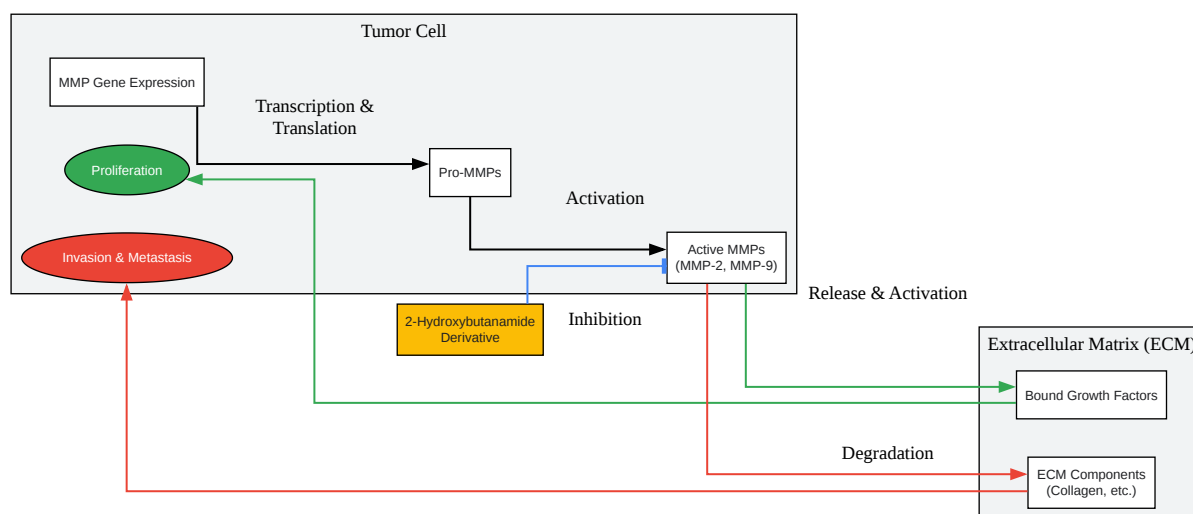 Tumor Cell
MMP Gene Expression
Transcription &
Translation
Proliferation
Pro-MMPs
Activation
Invasion & Metastasis
Active MMPs
(MMP-2, MMP-9)
Release & Activation
2-Hydroxybutanamide
Derivative
Inhibition
Extracellular Matrix (ECM)
Bound Growth Factors
Degradation
ECM Components
(Collagen, etc.)